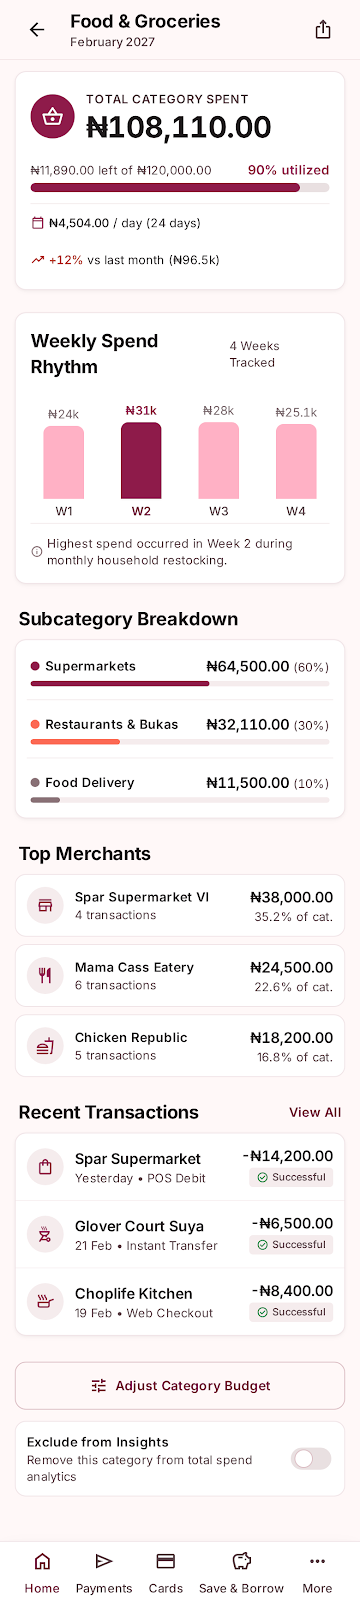 Food & Groceries
February 2027
TOTAL CATEGORY SPENT
₦108,110.00
₦11,890.00 left of ₦120,000.00
90% utilized
₦4,504.00 / day (24 days)
+12% vs last month (₦96.5k)
Weekly Spend
Rhythm
4 Weeks
Tracked
₦24k
₦31k
₦28k
₦25.1k
W1
W2
W3
W4
Highest spend occurred in Week 2 during
monthly household restocking.
Subcategory Breakdown
Supermarkets
₦64,500.00 (60%)
Restaurants & Bukas
₦32,110.00 (30%)
Food Delivery
₦11,500.00 (10%)
Top Merchants
Spar Supermarket VI
₦38,000.00
4 transactions
35.2% of cat.
Mama Cass Eatery
₦24,500.00
6 transactions
22.6% of cat.
Chicken Republic
₦18,200.00
5 transactions
16.8% of cat.
Recent Transactions
View All
Spar Supermarket
-₦14,200.00
Yesterday • POS Debit
Successful
Glover Court Suya
-₦6,500.00
21 Feb • Instant Transfer
Successful
Choplife Kitchen
-₦8,400.00
19 Feb • Web Checkout
Successful
Adjust Category Budget
Exclude from Insights
Remove this category from total spend
analytics
Home
Payments
Cards
Save & Borrow
More